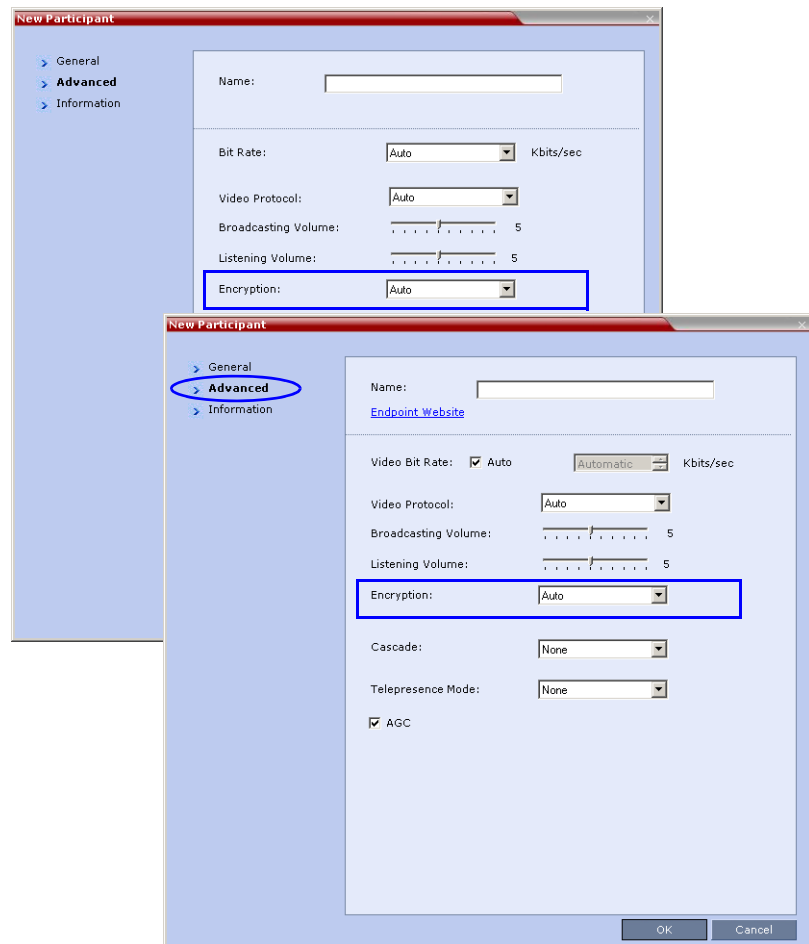 New Participant
General
Advanced
Information
Name:
Bit Rate: Auto Kbits/sec
Video Protocol: Auto
Broadcasting Volume: 5
Listening Volume: 5
Encryption: Auto
New Participant
General
Advanced
Information
Name:
Endpoint Website
Video Bit Rate: Auto Automatic Kbits/sec
Video Protocol: Auto
Broadcasting Volume: 5
Listening Volume: 5
Encryption: Auto
Cascade: None
Telepresence Mode: None
AGC
OK Cancel